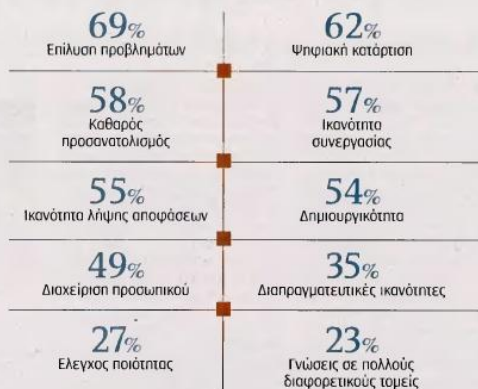 69%
Επίλυση προβλημάτων
62%
Ψηφιακή κατάρτιση
58%
Καθαρός
προσανατολισμός
57%
Ικανότητα
συνεργασίας
55%
Ικανότητα λήψης αποφάσεων
54%
Δημιουργικότητα
49%
Διαχείριση προσωπικού
35%
Διαπραγματευτικές ικανότητες
27%
Ελεγχος ποιότητας
23%
Γνώσεις σε πολλούς
διαφορετικούς τομείς